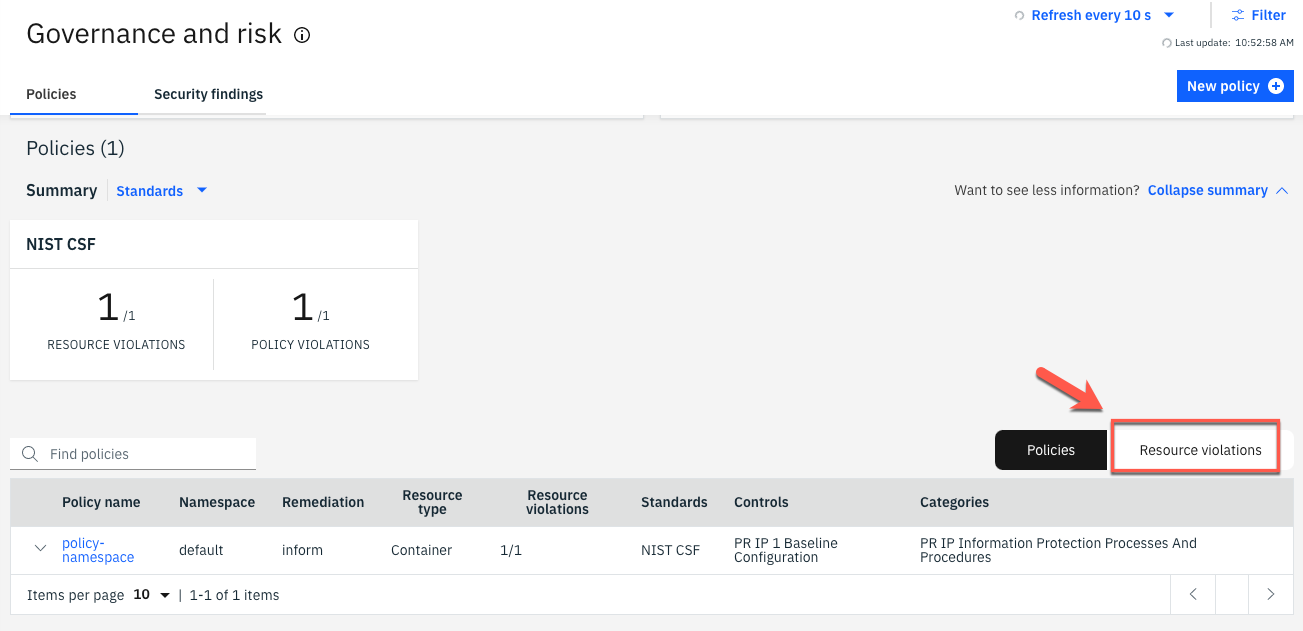 Governance and risk
Refresh every 10 s
Filter
Last update: 10:52:58 AM
Policies
Security findings
New policy
Policies (1)
Summary
Standards
Want to see less information? Collapse summary
NIST CSF
1 /1
RESOURCE VIOLATIONS
1 /1
POLICY VIOLATIONS
Find policies
Policies
Resource violations
Policy name
Namespace
Remediation
Resource
type
Resource
violations
Standards
Controls
Categories
policy-
namespace
default
inform
Container
1/1
NIST CSF
PR IP 1 Baseline
Configuration
PR IP Information Protection Processes And
Procedures
Items per page 10 | 1-1 of 1 items